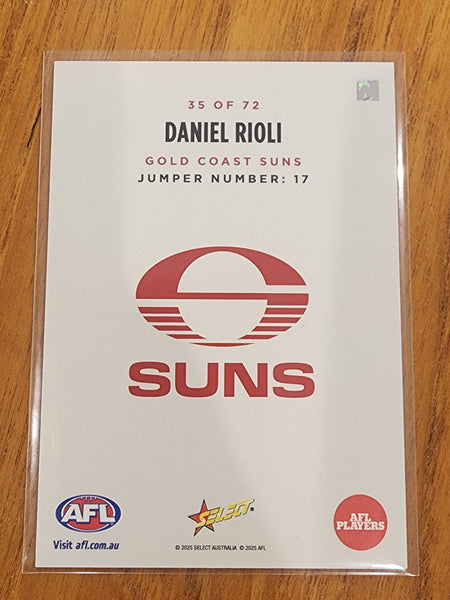 35 OF 72
DANIEL RIOLI
GOLD COAST SUNS
JUMPER NUMBER: 17
SUNS
AFL
Visit afl.com.au
SELECT
© 2025 SELECT AUSTRALIA © 2025 AFL
AFL
PLAYERS